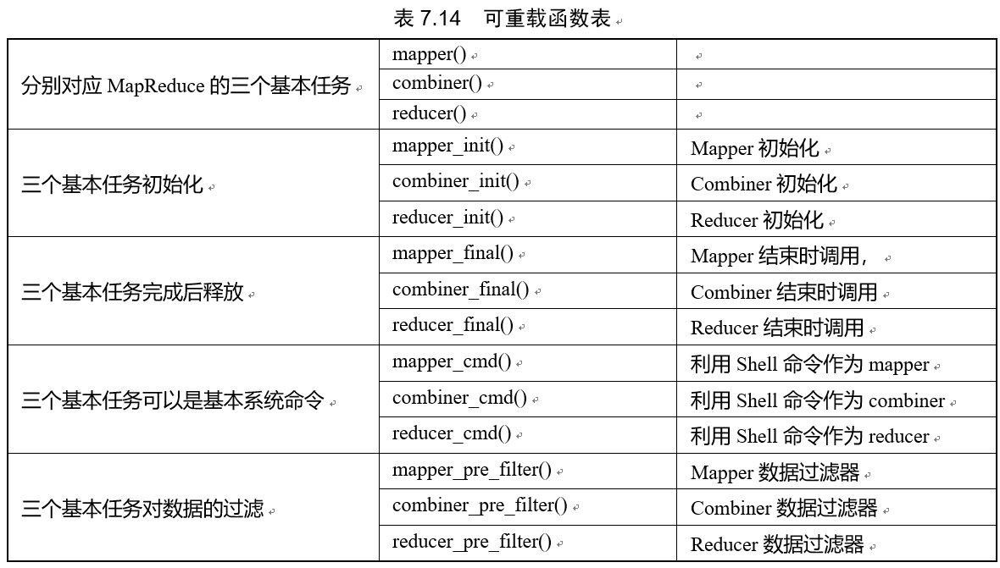 表 7.14 可重载函数表
分别对应 MapReduce 的三个基本任务
mapper()
combiner()
reducer()
三个基本任务初始化
mapper_init()
Mapper 初始化
combiner_init()
Combiner 初始化
reducer_init()
Reducer 初始化
三个基本任务完成后释放
mapper_final()
Mapper 结束时调用，
combiner_final()
Combiner 结束时调用
reducer_final()
Reducer 结束时调用
三个基本任务可以是基本系统命令
mapper_cmd()
利用 Shell 命令作为 mapper
combiner_cmd()
利用 Shell 命令作为 combiner
reducer_cmd()
利用 Shell 命令作为 reducer
三个基本任务对数据的过滤
mapper_pre_filter()
Mapper 数据过滤器
combiner_pre_filter()
Combiner 数据过滤器
reducer_pre_filter()
Reducer 数据过滤器